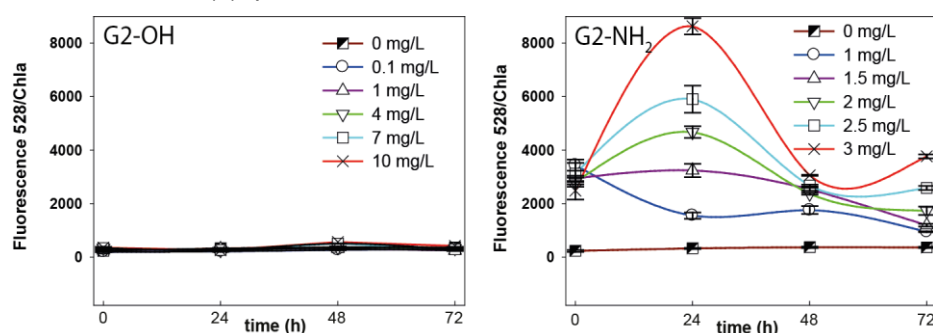 G2-OH
0 mg/L
0.1 mg/L
1 mg/L
4 mg/L
7 mg/L
10 mg/L
Fluorescence 528/Chla
8000
6000
4000
2000
0
0 24 48 72
time (h)
G2-NH₂
0 mg/L
1 mg/L
1.5 mg/L
2 mg/L
2.5 mg/L
3 mg/L
Fluorescence 528/Chla
8000
6000
4000
2000
0
0 24 48 72
time (h)